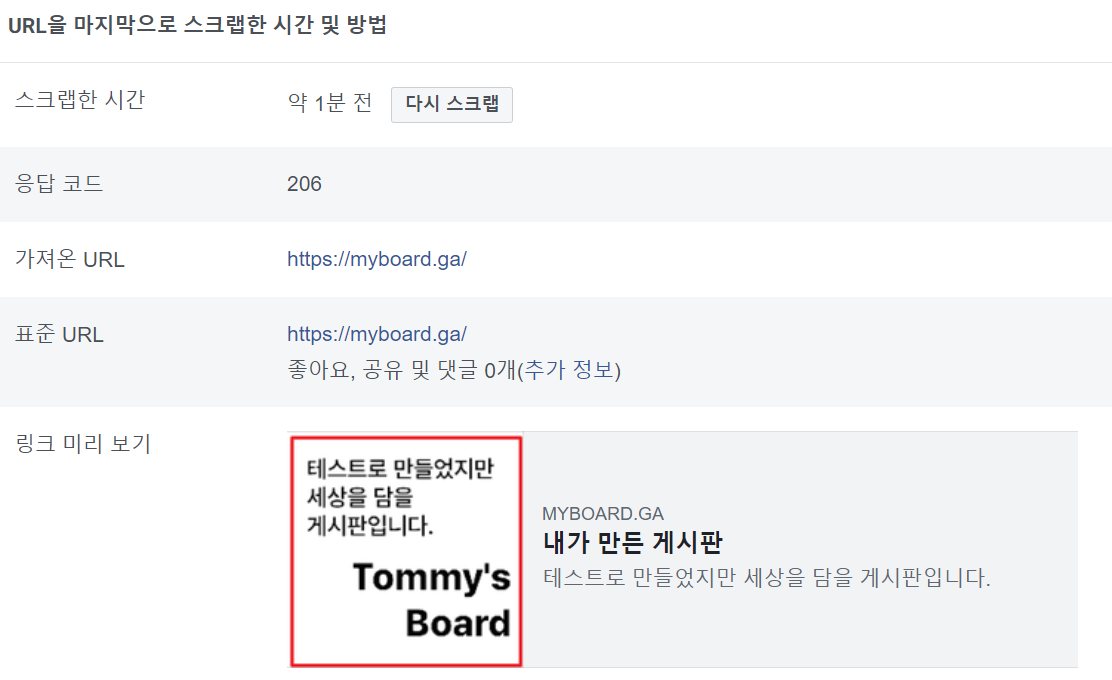 URL을 마지막으로 스크랩한 시간 및 방법
스크랩한 시간
약 1분 전
다시 스크랩
응답 코드
206
가져온 URL
https://myboard.ga/
표준 URL
https://myboard.ga/
좋아요, 공유 및 댓글 0개(추가 정보)
링크 미리 보기
테스트로 만들었지만
세상을 담을
게시판입니다.
Tommy's
Board
MYBOARD.GA
내가 만든 게시판
테스트로 만들었지만 세상을 담을 게시판입니다.